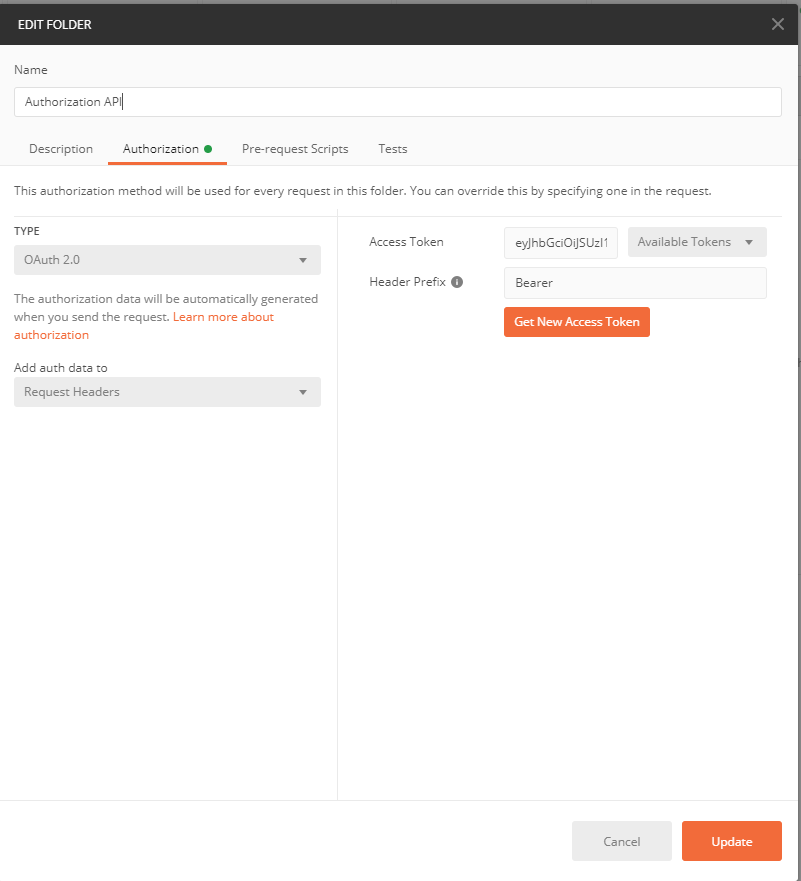 EDIT FOLDER
Name
Authorization API
Description Authorization Pre-request Scripts Tests
This authorization method will be used for every request in this folder. You can override this by specifying one in the request.
TYPE
OAuth 2.0
The authorization data will be automatically generated
when you send the request. Learn more about
authorization
Add auth data to
Request Headers
Access Token eyJhbGciOiJSUzI1 Available Tokens
Header Prefix Bearer
Get New Access Token
Cancel Update